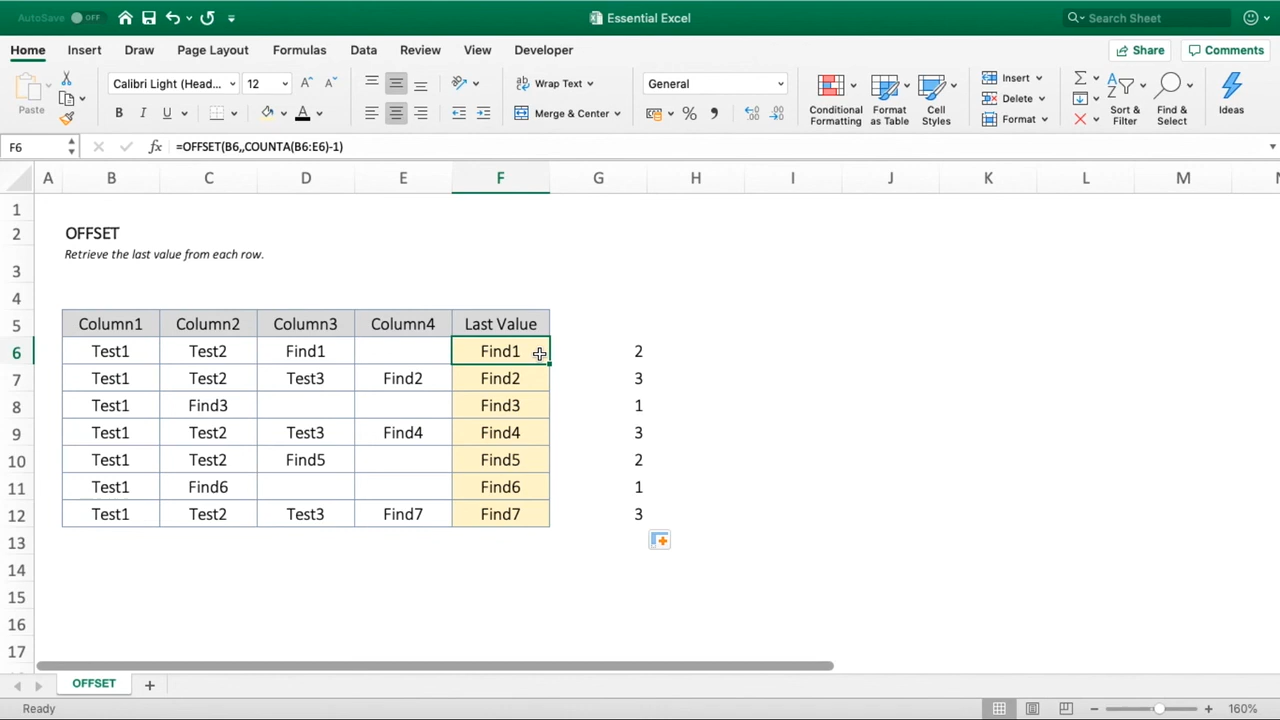 AutoSave OFF
Essential Excel
Search Sheet
Home Insert Draw Page Layout Formulas Data Review View Developer
Share Comments
Paste
Calibri Light (Head... 12
B I U
A
ab Wrap Text
Merge & Center
General
%
Conditional Formatting
Format as Table
Cell Styles
Insert
Delete
Format
Sort & Filter
Find & Select
Ideas
F6 fx =OFFSET(B6,,COUNTA(B6:E6)-1)
A B C D E F G H I J K L M
1
2 OFFSET
3 Retrieve the last value from each row.
4
5 Column1 Column2 Column3 Column4 Last Value
6 Test1 Test2 Find1 Find1 2
7 Test1 Test2 Test3 Find2 Find2 3
8 Test1 Find3 Find3 1
9 Test1 Test2 Test3 Find4 Find4 3
10 Test1 Test2 Find5 Find5 2
11 Test1 Find6 Find6 1
12 Test1 Test2 Test3 Find7 Find7 3
13
14
15
16
17
OFFSET
Ready 160%